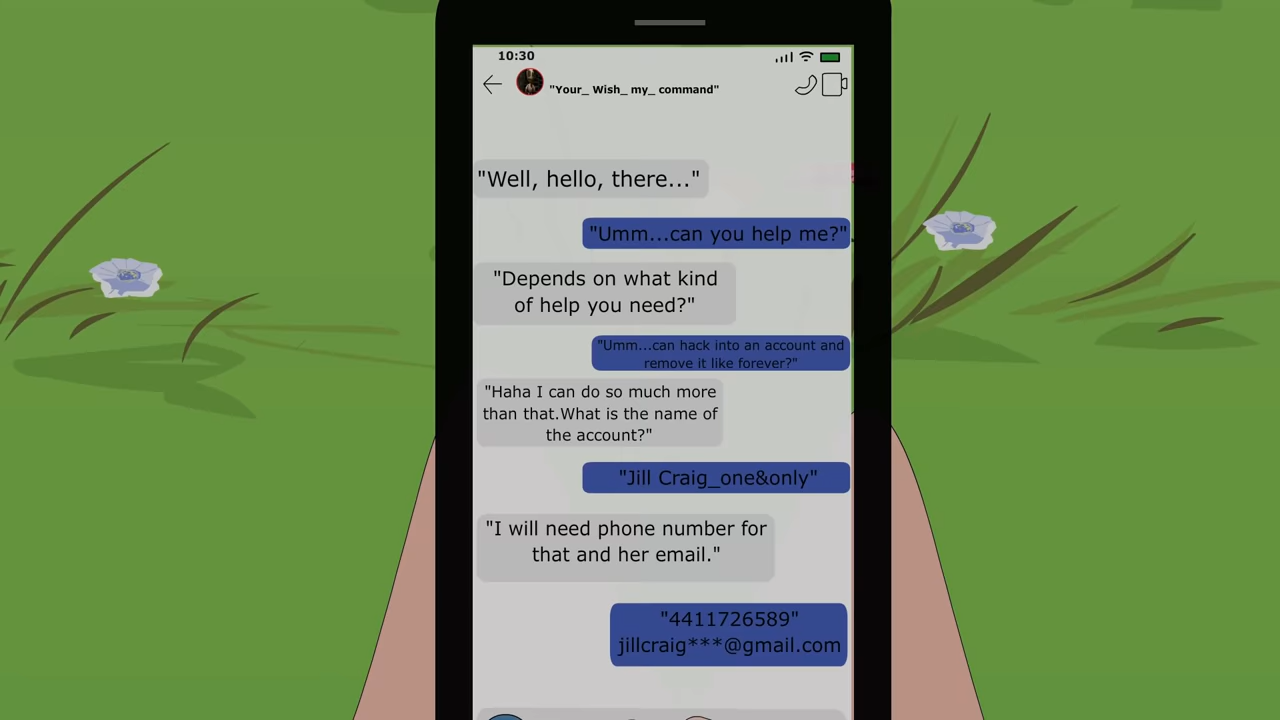 10:30
"Your_ Wish_ my_ command"
"Well, hello, there..."
"Umm...can you help me?"
"Depends on what kind
of help you need?"
"Umm...can hack into an account and
remove it like forever?"
"Haha I can do so much more
than that.What is the name of
the account?"
"Jill Craig_one&only"
"I will need phone number for
that and her email."
"4411726589"
jillcraig***@gmail.com